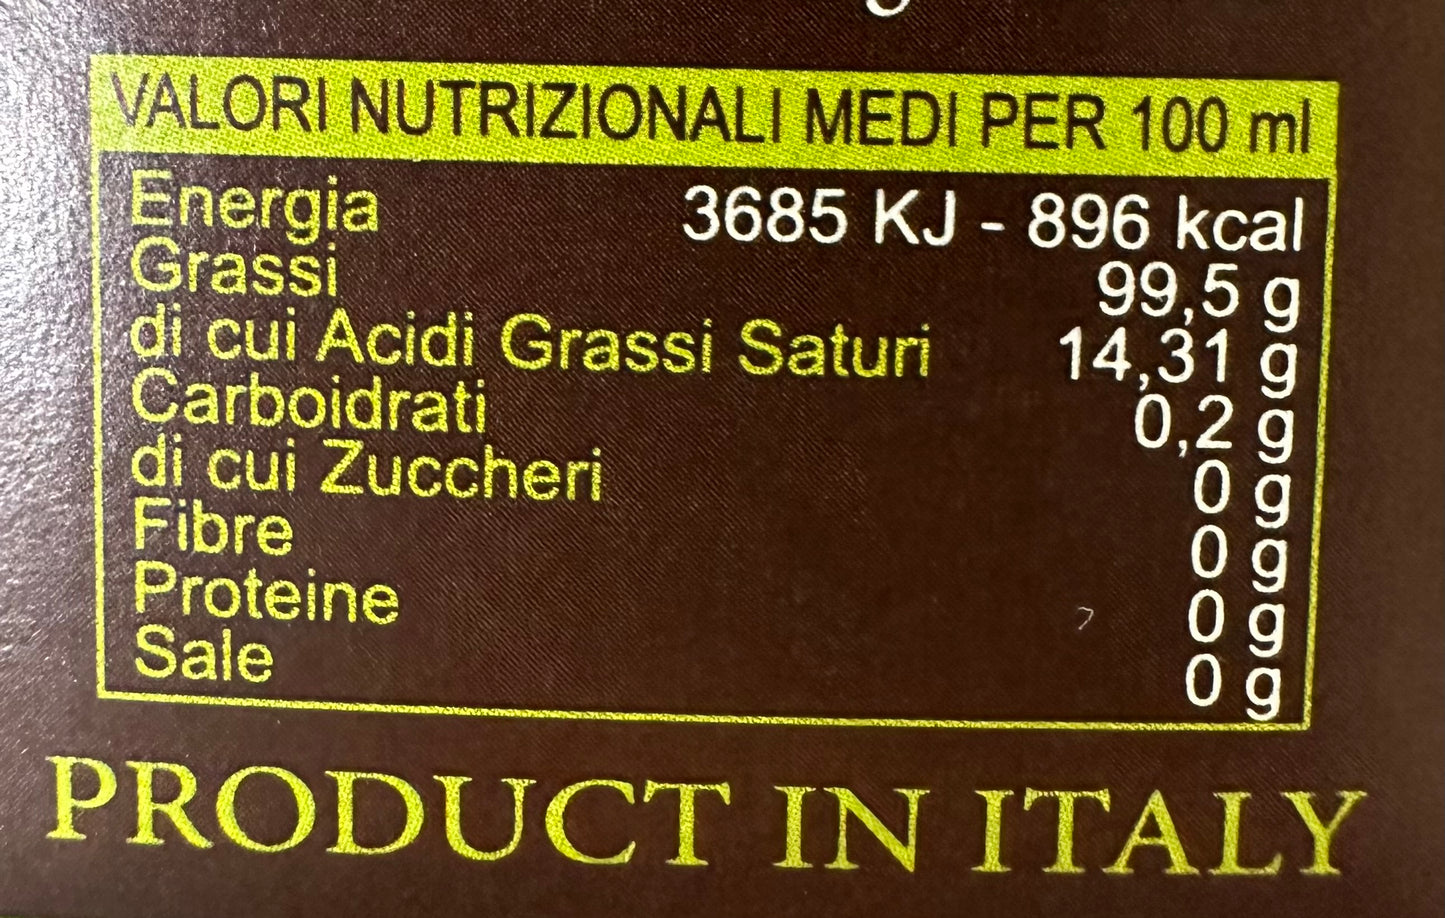 VALORI NUTRIZIONALI MEDI PER 100 ml
Energia 3685 KJ - 896 kcal
Grassi 99,5 g
di cui Acidi Grassi Saturi 14,31 g
Carboidrati 0,2 g
di cui Zuccheri 0 g
Fibre 0 g
Proteine 0 g
Sale 0 g
PRODUCT IN ITALY